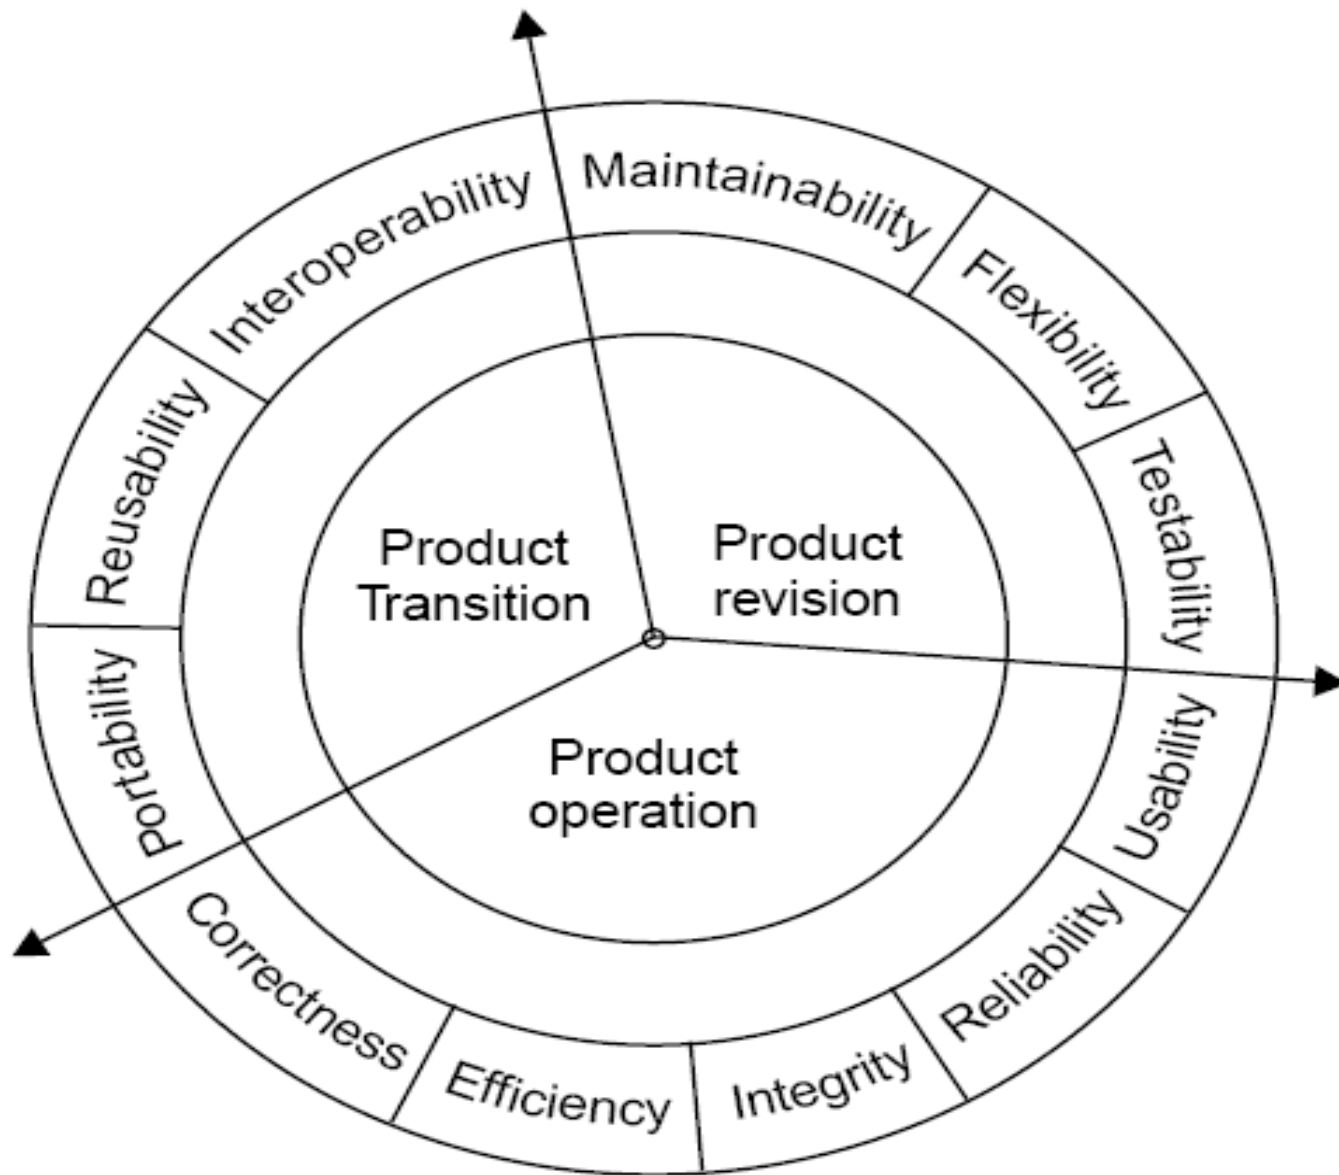 Maintainability
Flexibility
Testability
Usability
Reliability
Integrity
Efficiency
Correctness
Portability
Reusability
Interoperability
Product
Transition
Product
revision
Product
operation